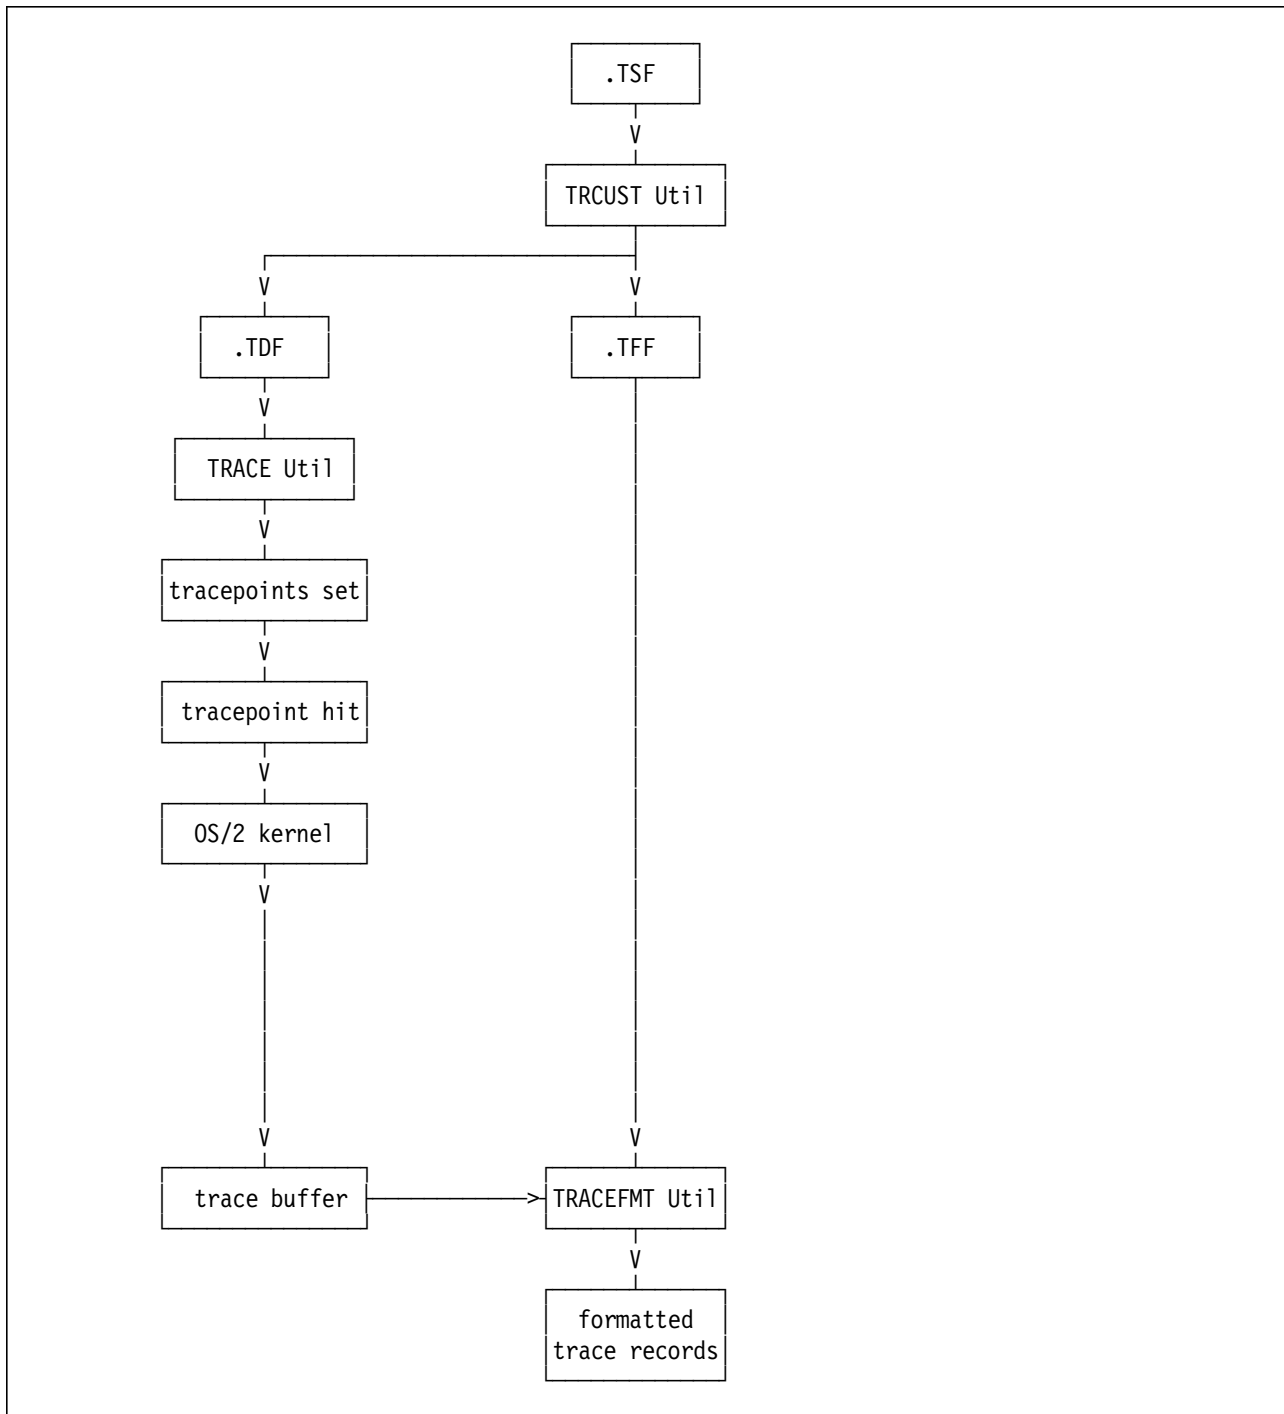 .TSF
TRCUST Util
.TDF
.TFF
TRACE Util
tracepoints set
tracepoint hit
OS/2 kernel
trace buffer
TRACEFMT Util
formatted
trace records